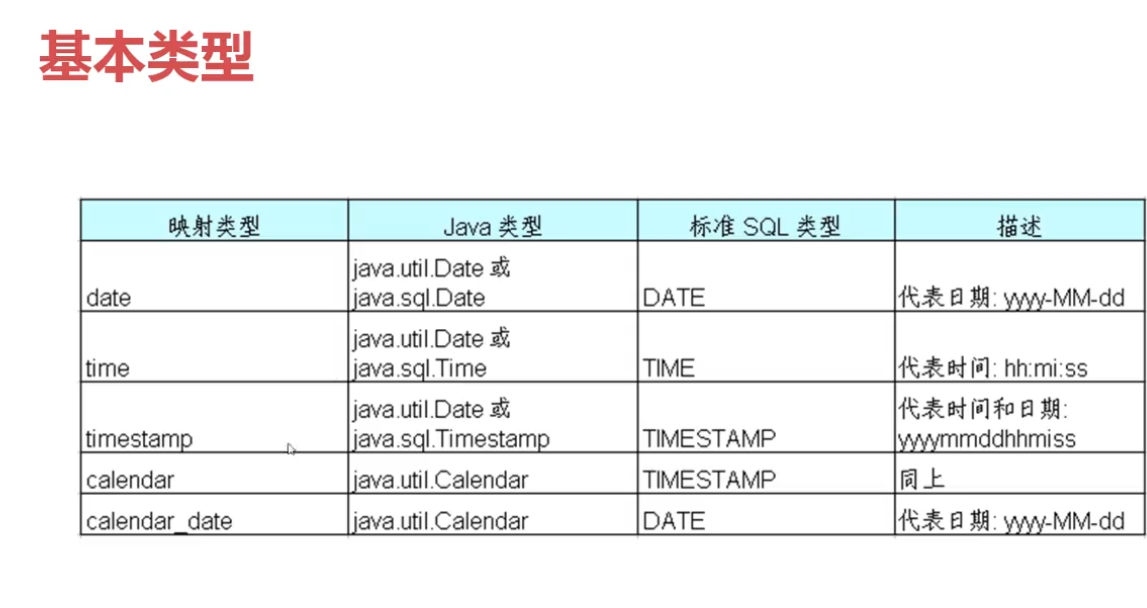 基本类型
映射类型 Java 类型 标准 SQL 类型 描述
java.util.Date 或
date java.sql.Date DATE 代表日期: yyyy-MM-dd
java.util.Date 或
time java.sql.Time TIME 代表时间: hh:mi:ss
java.util.Date 或 代表时间和日期:
timestamp java.sql.Timestamp TIMESTAMP yyyymmddhhmiss
calendar java.util.Calendar TIMESTAMP 同上
calendar_date java.util.Calendar DATE 代表日期: yyyy-MM-dd